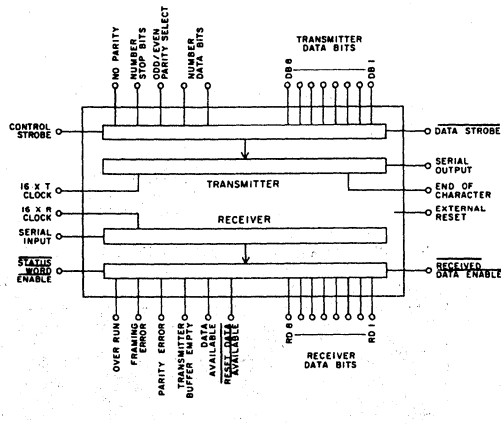 NO PARITY
NUMBER
STOP BITS
ODD/EVEN
PARITY SELECT
NUMBER
DATA BITS
TRANSMITTER
DATA BITS
DB 8
DB 1
CONTROL
STROBE
DATA STROBE
SERIAL
OUTPUT
TRANSMITTER
16 X T
CLOCK
END OF
CHARACTER
16 X R
CLOCK
RECEIVER
EXTERNAL
RESET
SERIAL
INPUT
STATUS
WORD
ENABLE
RECEIVED
DATA ENABLE
OVER RUN
FRAMING
ERROR
PARITY ERROR
TRANSMITTER
BUFFER EMPTY
DATA
AVAILABLE
RESET DATA
AVAILABLE
RD 8
RD 1
RECEIVER
DATA BITS